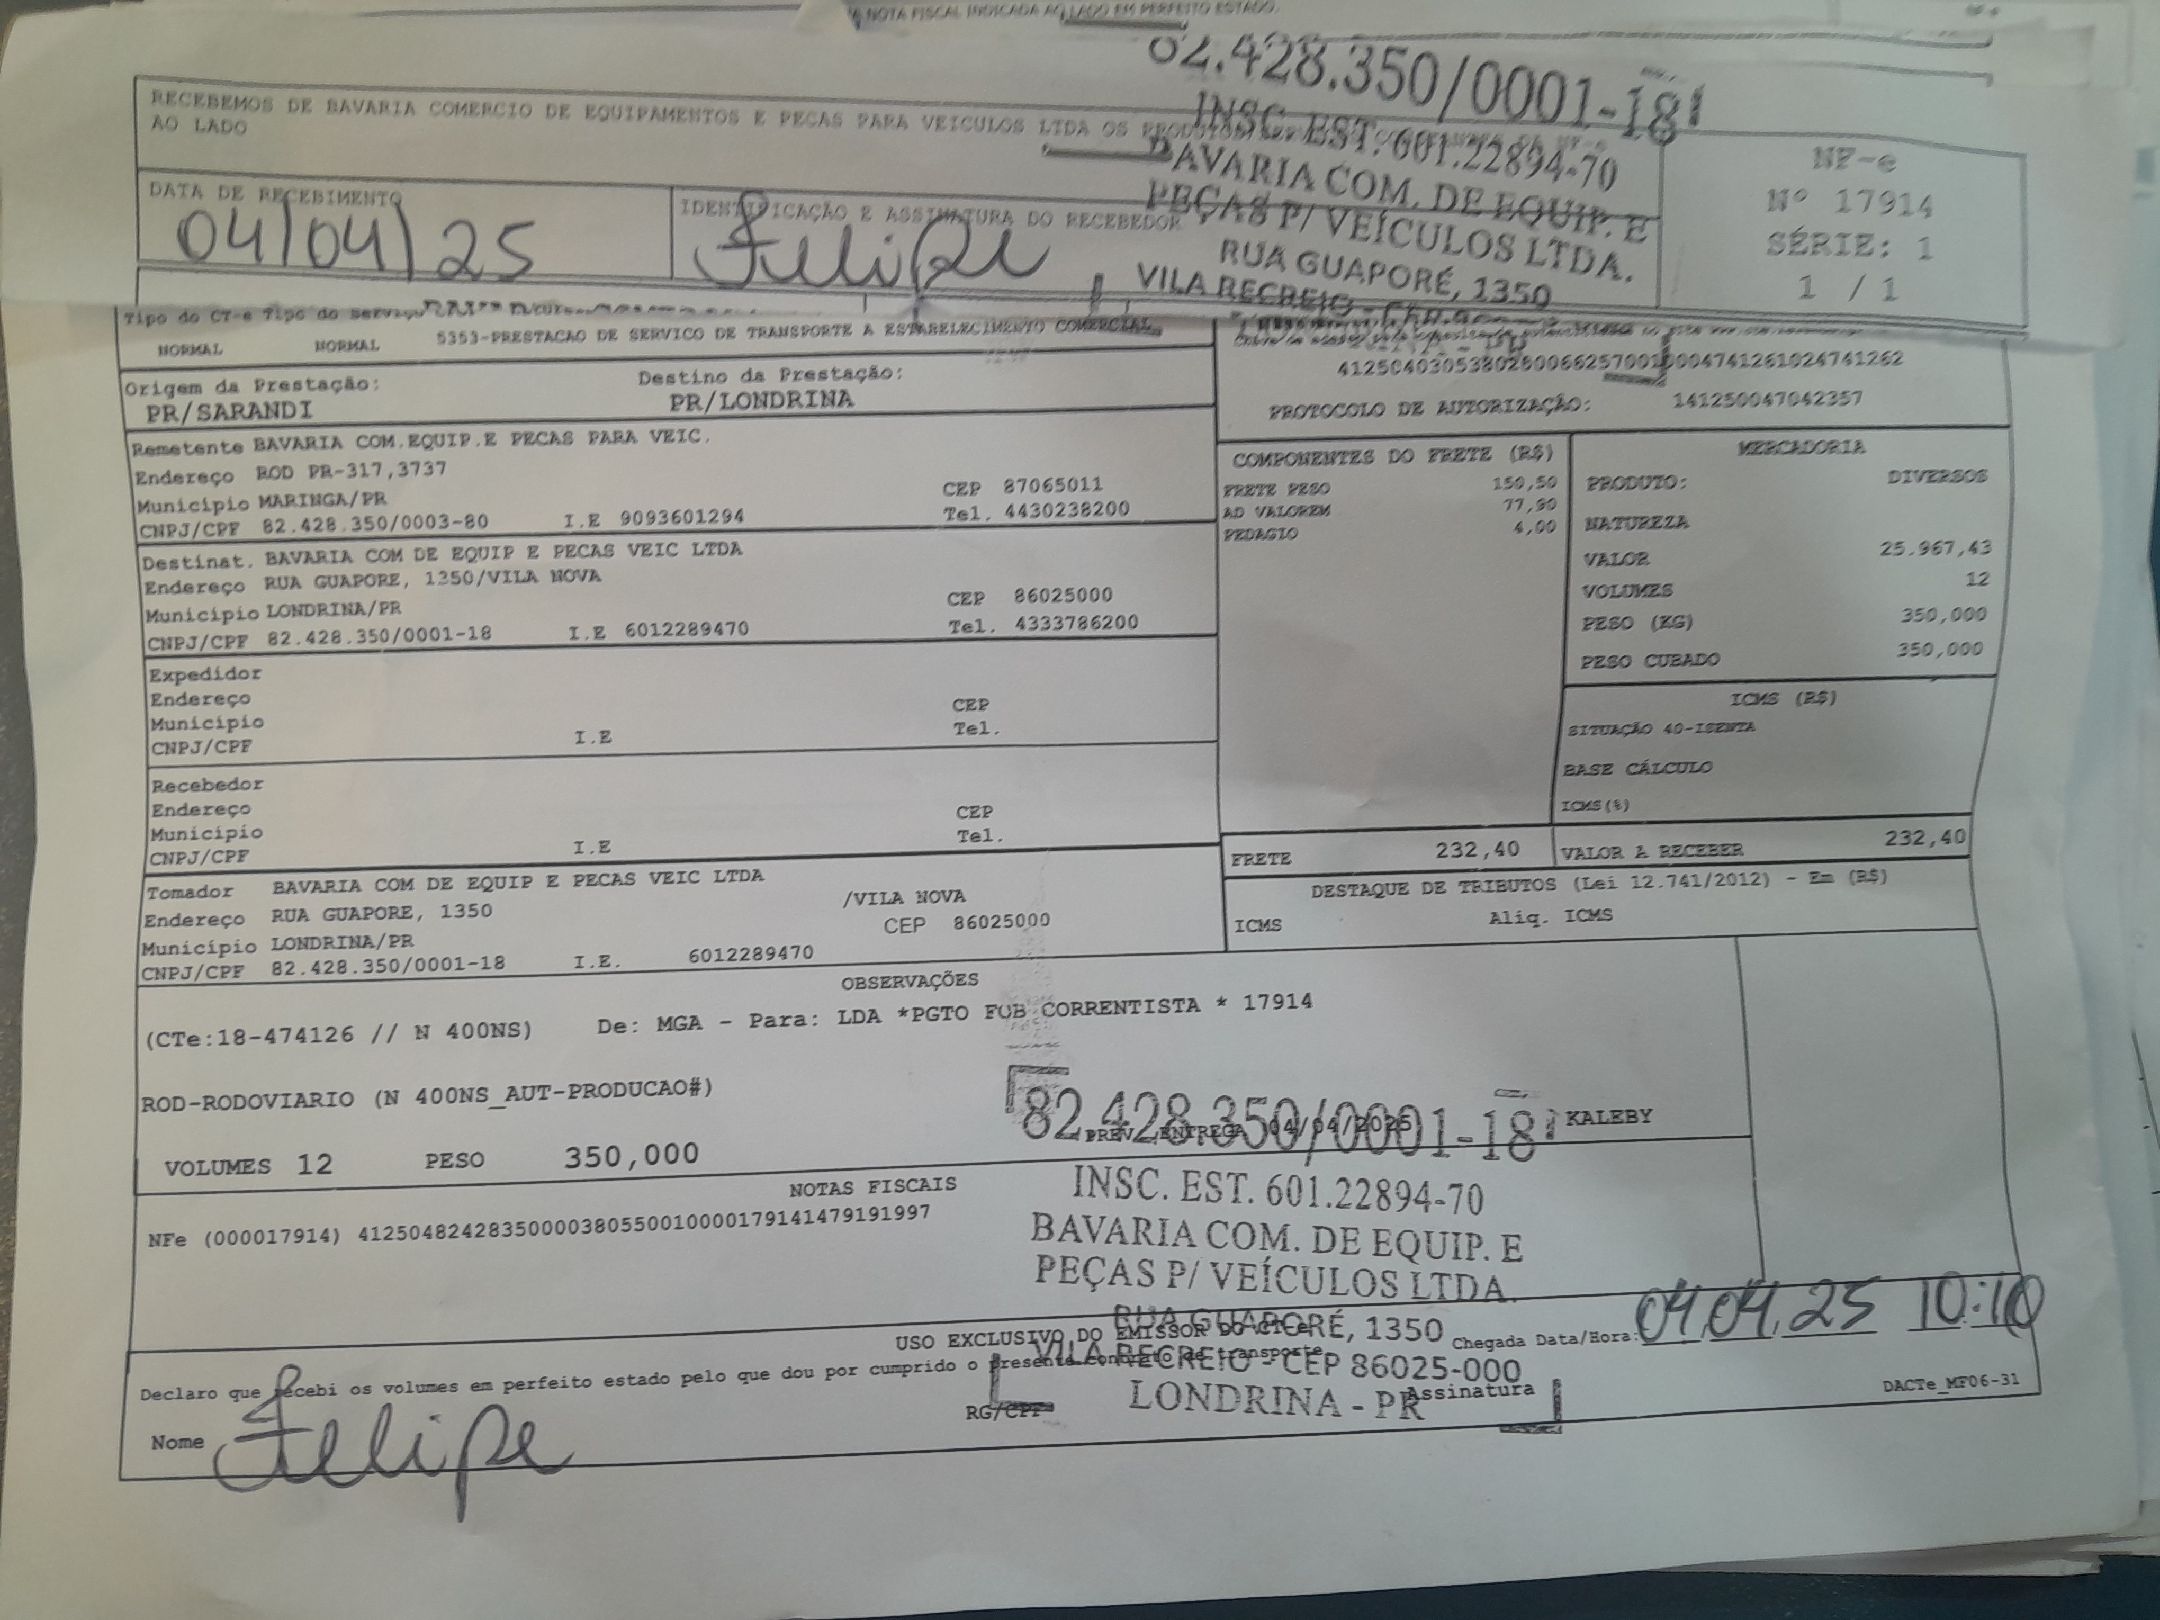 A NOTA FISCAL INDICADA AO LADO EM PERFEITO ESTADO.
82.428.350/0001-18
INSC. EST. 601.22894-70
BAVARIA COM. DE EQUIP. E
PEÇAS P/ VEÍCULOS LTDA.
RUA GUAPORÉ, 1350
VILA RECREIO -
RECEBEMOS DE BAVARIA COMERCIO DE EQUIPAMENTOS E PECAS PARA VEICULOS LTDA OS PRODUTOS
AO LADO
NF-e
Nº 17914
SÉRIE: 1
1 / 1
DATA DE RECEBIMENTO
04/04/25
IDENTIFICAÇÃO E ASSINATURA DO RECEBEDOR
Felipe
Tipo do CT-e Tipo do serviço
NORMAL NORMAL 5353-PRESTACAO DE SERVICO DE TRANSPORTE A ESTABELECIMENTO COMERCIAL
Origem da Prestação: Destino da Prestação:
PR/SARANDI PR/LONDRINA
PROTOCOLO DE AUTORIZAÇÃO: 141250047042357
Remetente BAVARIA COM.EQUIP.E PECAS PARA VEIC.
Endereço ROD PR-317,3737
Município MARINGA/PR CEP 87065011
CNPJ/CPF 82.428.350/0003-80 I.E 9093601294 Tel. 4430238200
Destinat. BAVARIA COM DE EQUIP E PECAS VEIC LTDA
Endereço RUA GUAPORE, 1350/VILA NOVA
Município LONDRINA/PR CEP 86025000
CNPJ/CPF 82.428.350/0001-18 I.E 6012289470 Tel. 4333786200
Expedidor
Endereço
Município CEP
CNPJ/CPF I.E Tel.
Recebedor
Endereço
Município CEP
CNPJ/CPF I.E Tel.
Tomador BAVARIA COM DE EQUIP E PECAS VEIC LTDA
Endereço RUA GUAPORE, 1350 /VILA NOVA
Município LONDRINA/PR CEP 86025000
CNPJ/CPF 82.428.350/0001-18 I.E. 6012289470
COMPONENTES DO FRETE (R$)
FRETE PESO 150,50
AD VALOREM 77,90
PEDAGIO 4,00
MERCADORIA
PRODUTO: DIVERSOS
NATUREZA
VALOR 25.967,43
VOLUMES 12
PESO (KG) 350,000
PESO CUBADO 350,000
ICMS (R$)
SITUAÇÃO 40-ISENTA
BASE CÁLCULO
ICMS(%)
FRETE 232,40 VALOR A RECEBER 232,40
DESTAQUE DE TRIBUTOS (Lei 12.741/2012) - Em (R$)
ICMS Aliq. ICMS
OBSERVAÇÕES
(CTe:18-474126 // N 400NS) De: MGA - Para: LDA *PGTO FOB CORRENTISTA * 17914
ROD-RODOVIARIO (N 400NS_AUT-PRODUCAO#)
PREV. ENTREGA 04/04/2025 KALEBY
VOLUMES 12 PESO 350,000
NOTAS FISCAIS
NFe (000017914) 41250482428350000380550010000179141479191997
82.428.350/0001-18
INSC. EST. 601.22894-70
BAVARIA COM. DE EQUIP. E
PEÇAS P/ VEÍCULOS LTDA.
RUA GUAPORÉ, 1350
VILA RECREIO - CEP 86025-000
LONDRINA - PR
USO EXCLUSIVO DO EMISSOR DO CT-e
Chegada Data/Hora: 04.04.25 10:10
Declaro que recebi os volumes em perfeito estado pelo que dou por cumprido o presente contrato de transporte.
Nome Felipe
RG/CPF
Assinatura
DACTe_MF06-31